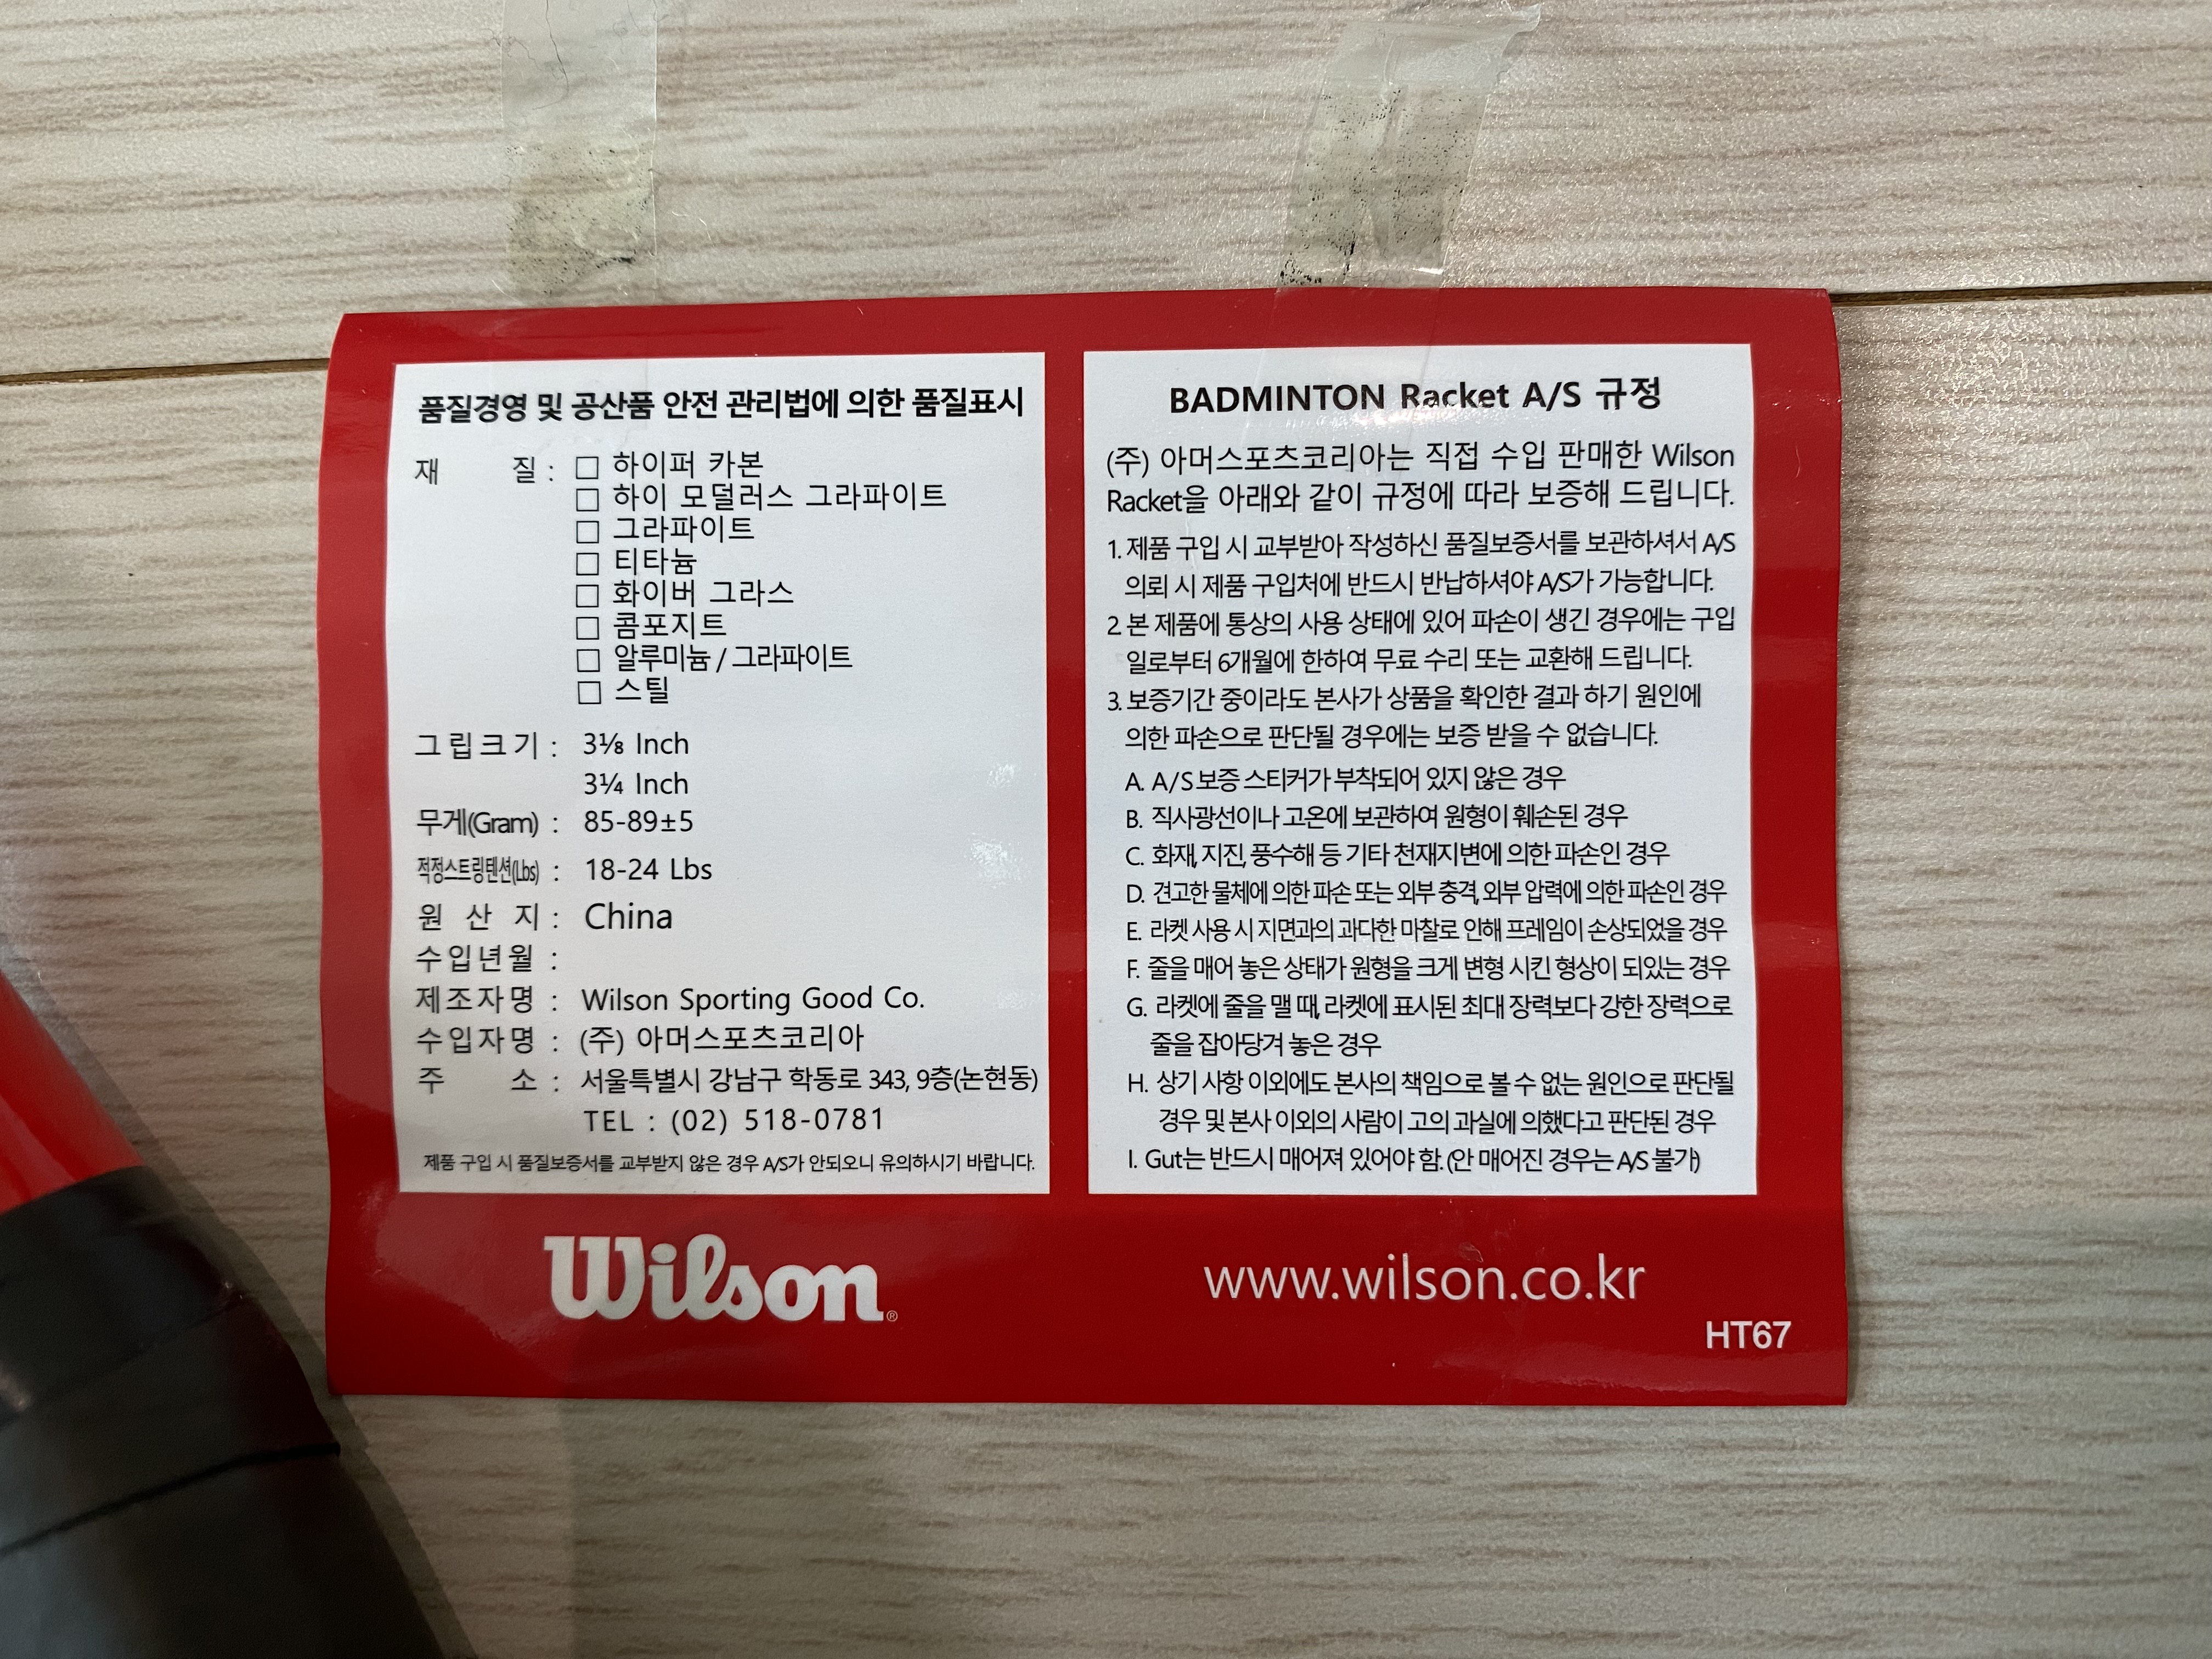 품질경영 및 공산품 안전 관리법에 의한 품질표시
재 질 : □ 하이퍼 카본
□ 하이 모덜러스 그라파이트
□ 그라파이트
□ 티타늄
□ 화이버 그라스
□ 콤포지트
□ 알루미늄 / 그라파이트
□ 스틸
그립크기 : 3⅛ Inch
3¼ Inch
무게(Gram) : 85-89±5
적정스트링텐션(Lbs) : 18-24 Lbs
원 산 지 : China
수입년월 :
제조자명 : Wilson Sporting Good Co.
수입자명 : (주) 아머스포츠코리아
주 소 : 서울특별시 강남구 학동로 343, 9층(논현동)
TEL : (02) 518-0781
제품 구입 시 품질보증서를 교부받지 않은 경우 A/S가 안되오니 유의하시기 바랍니다.
BADMINTON Racket A/S 규정
(주) 아머스포츠코리아는 직접 수입 판매한 Wilson
Racket을 아래와 같이 규정에 따라 보증해 드립니다.
1. 제품 구입 시 교부받아 작성하신 품질보증서를 보관하셔서 A/S
의뢰 시 제품 구입처에 반드시 반납하셔야 A/S가 가능합니다.
2. 본 제품에 통상의 사용 상태에 있어 파손이 생긴 경우에는 구입
일로부터 6개월에 한하여 무료 수리 또는 교환해 드립니다.
3. 보증기간 중이라도 본사가 상품을 확인한 결과 하기 원인에
의한 파손으로 판단될 경우에는 보증 받을 수 없습니다.
A. A/S 보증 스티커가 부착되어 있지 않은 경우
B. 직사광선이나 고온에 보관하여 원형이 훼손된 경우
C. 화재, 지진, 풍수해 등 기타 천재지변에 의한 파손인 경우
D. 견고한 물체에 의한 파손 또는 외부 충격, 외부 압력에 의한 파손인 경우
E. 라켓 사용 시 지면과의 과다한 마찰로 인해 프레임이 손상되었을 경우
F. 줄을 매어 놓은 상태가 원형을 크게 변형 시킨 형상이 되있는 경우
G. 라켓에 줄을 맬 때, 라켓에 표시된 최대 장력보다 강한 장력으로
줄을 잡아당겨 놓은 경우
H. 상기 사항 이외에도 본사의 책임으로 볼 수 없는 원인으로 판단될
경우 및 본사 이외의 사람이 고의 과실에 의했다고 판단된 경우
I. Gut는 반드시 매어져 있어야 함. (안 매어진 경우는 A/S 불가)
Wilson®
www.wilson.co.kr
HT67